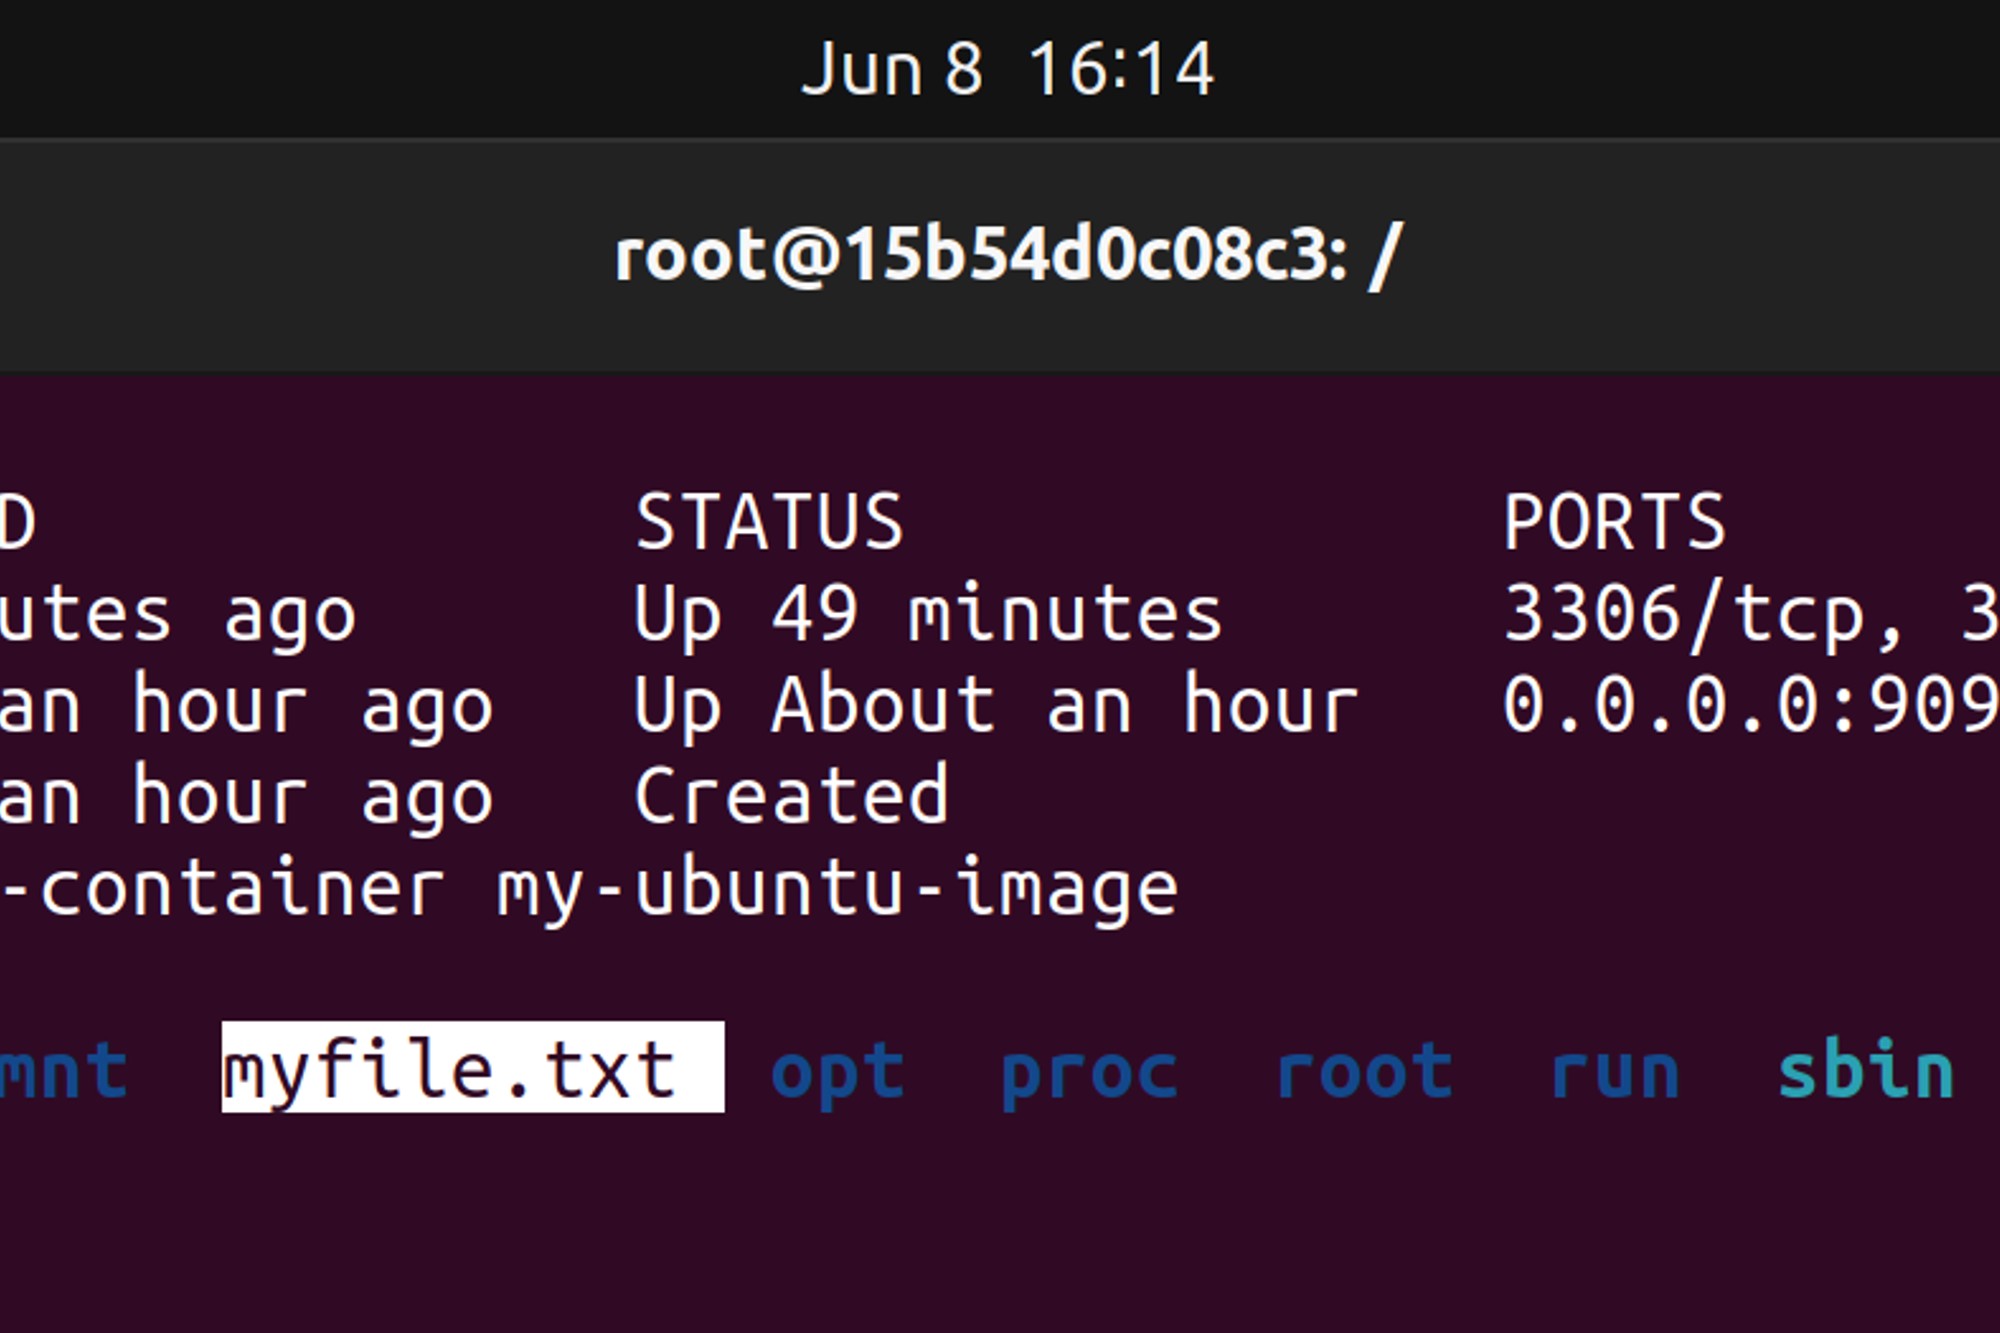 Jun 8 16:14
root@15b54d0c08c3: /
D STATUS PORTS
utes ago Up 49 minutes 3306/tcp, 3
an hour ago Up About an hour 0.0.0.0:909
an hour ago Created
-container my-ubuntu-image
mnt myfile.txt opt proc root run sbin